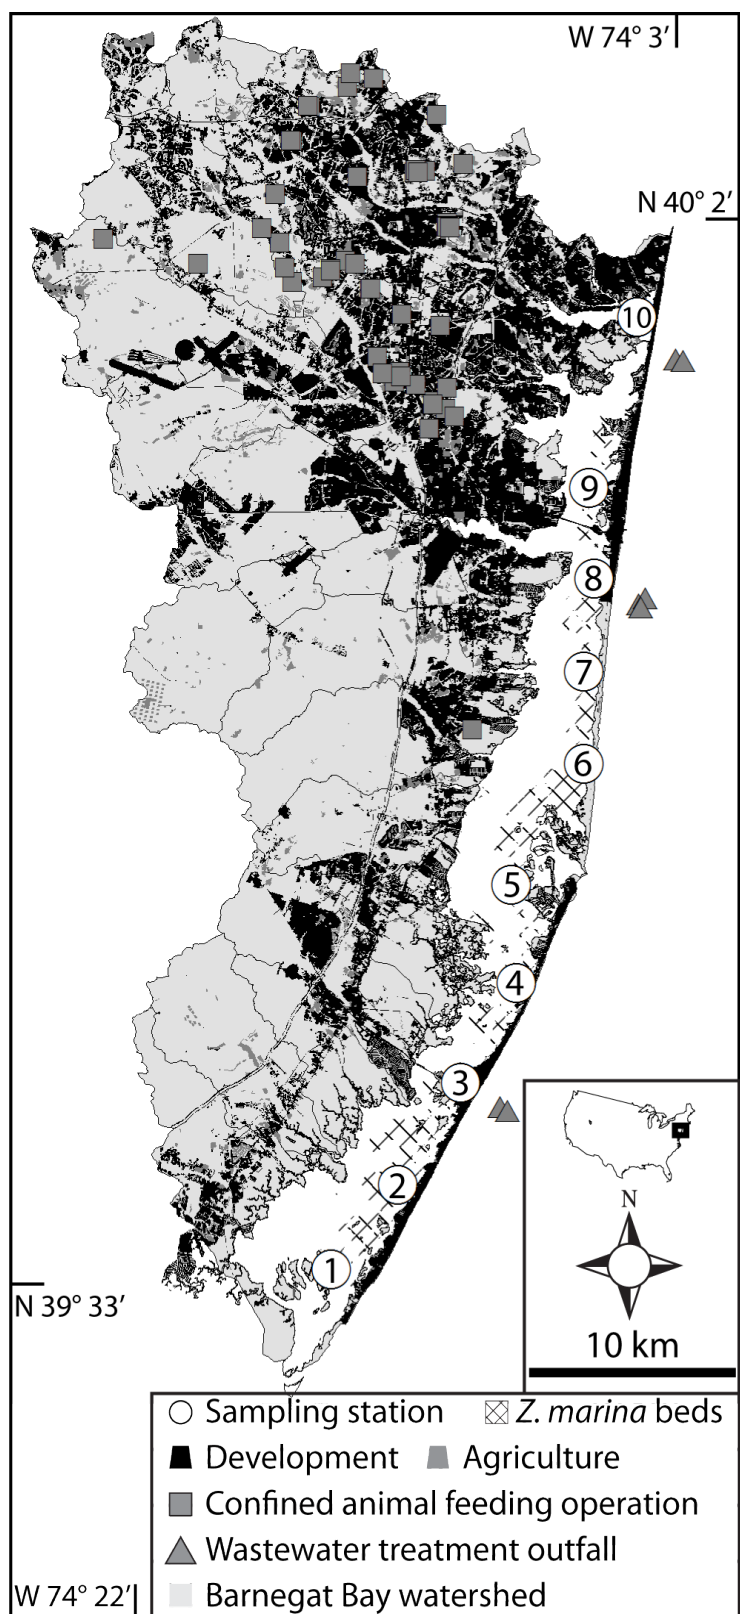 W 74° 3′
N 40° 2′
10
9
8
7
6
5
4
3
2
1
N
10 km
N 39° 33′
Sampling station
Z. marina beds
Development
Agriculture
Confined animal feeding operation
Wastewater treatment outfall
Barnegat Bay watershed
W 74° 22′